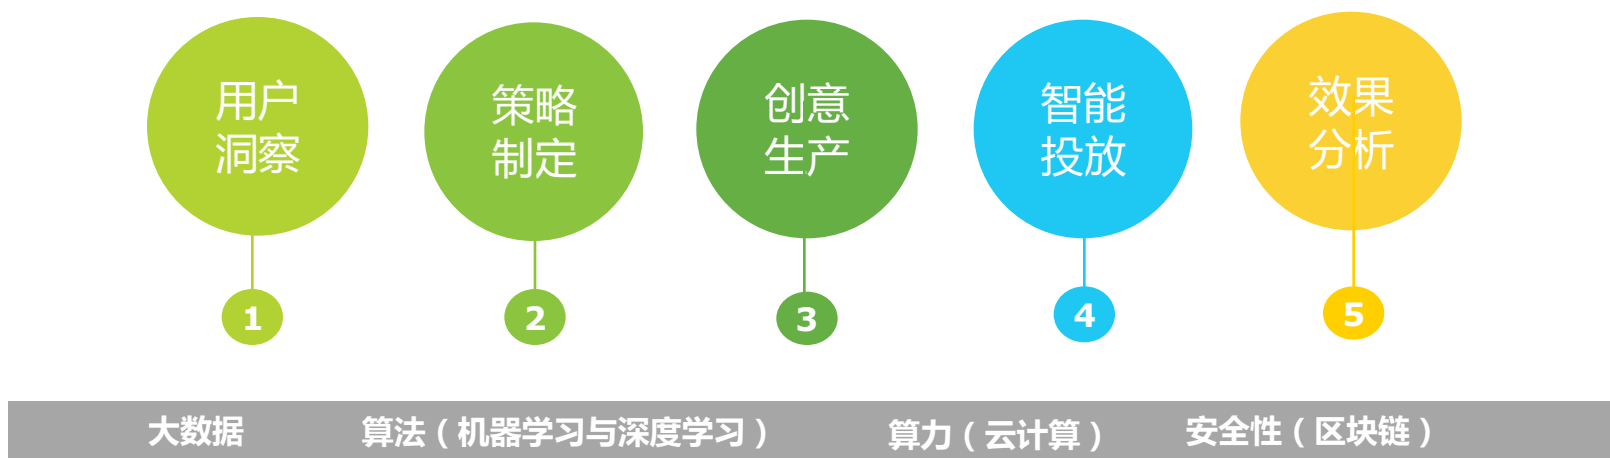 用户
洞察
策略
制定
创意
生产
智能
投放
效果
分析
1
2
3
4
5
大数据
算法（机器学习与深度学习）
算力（云计算）
安全性（区块链）